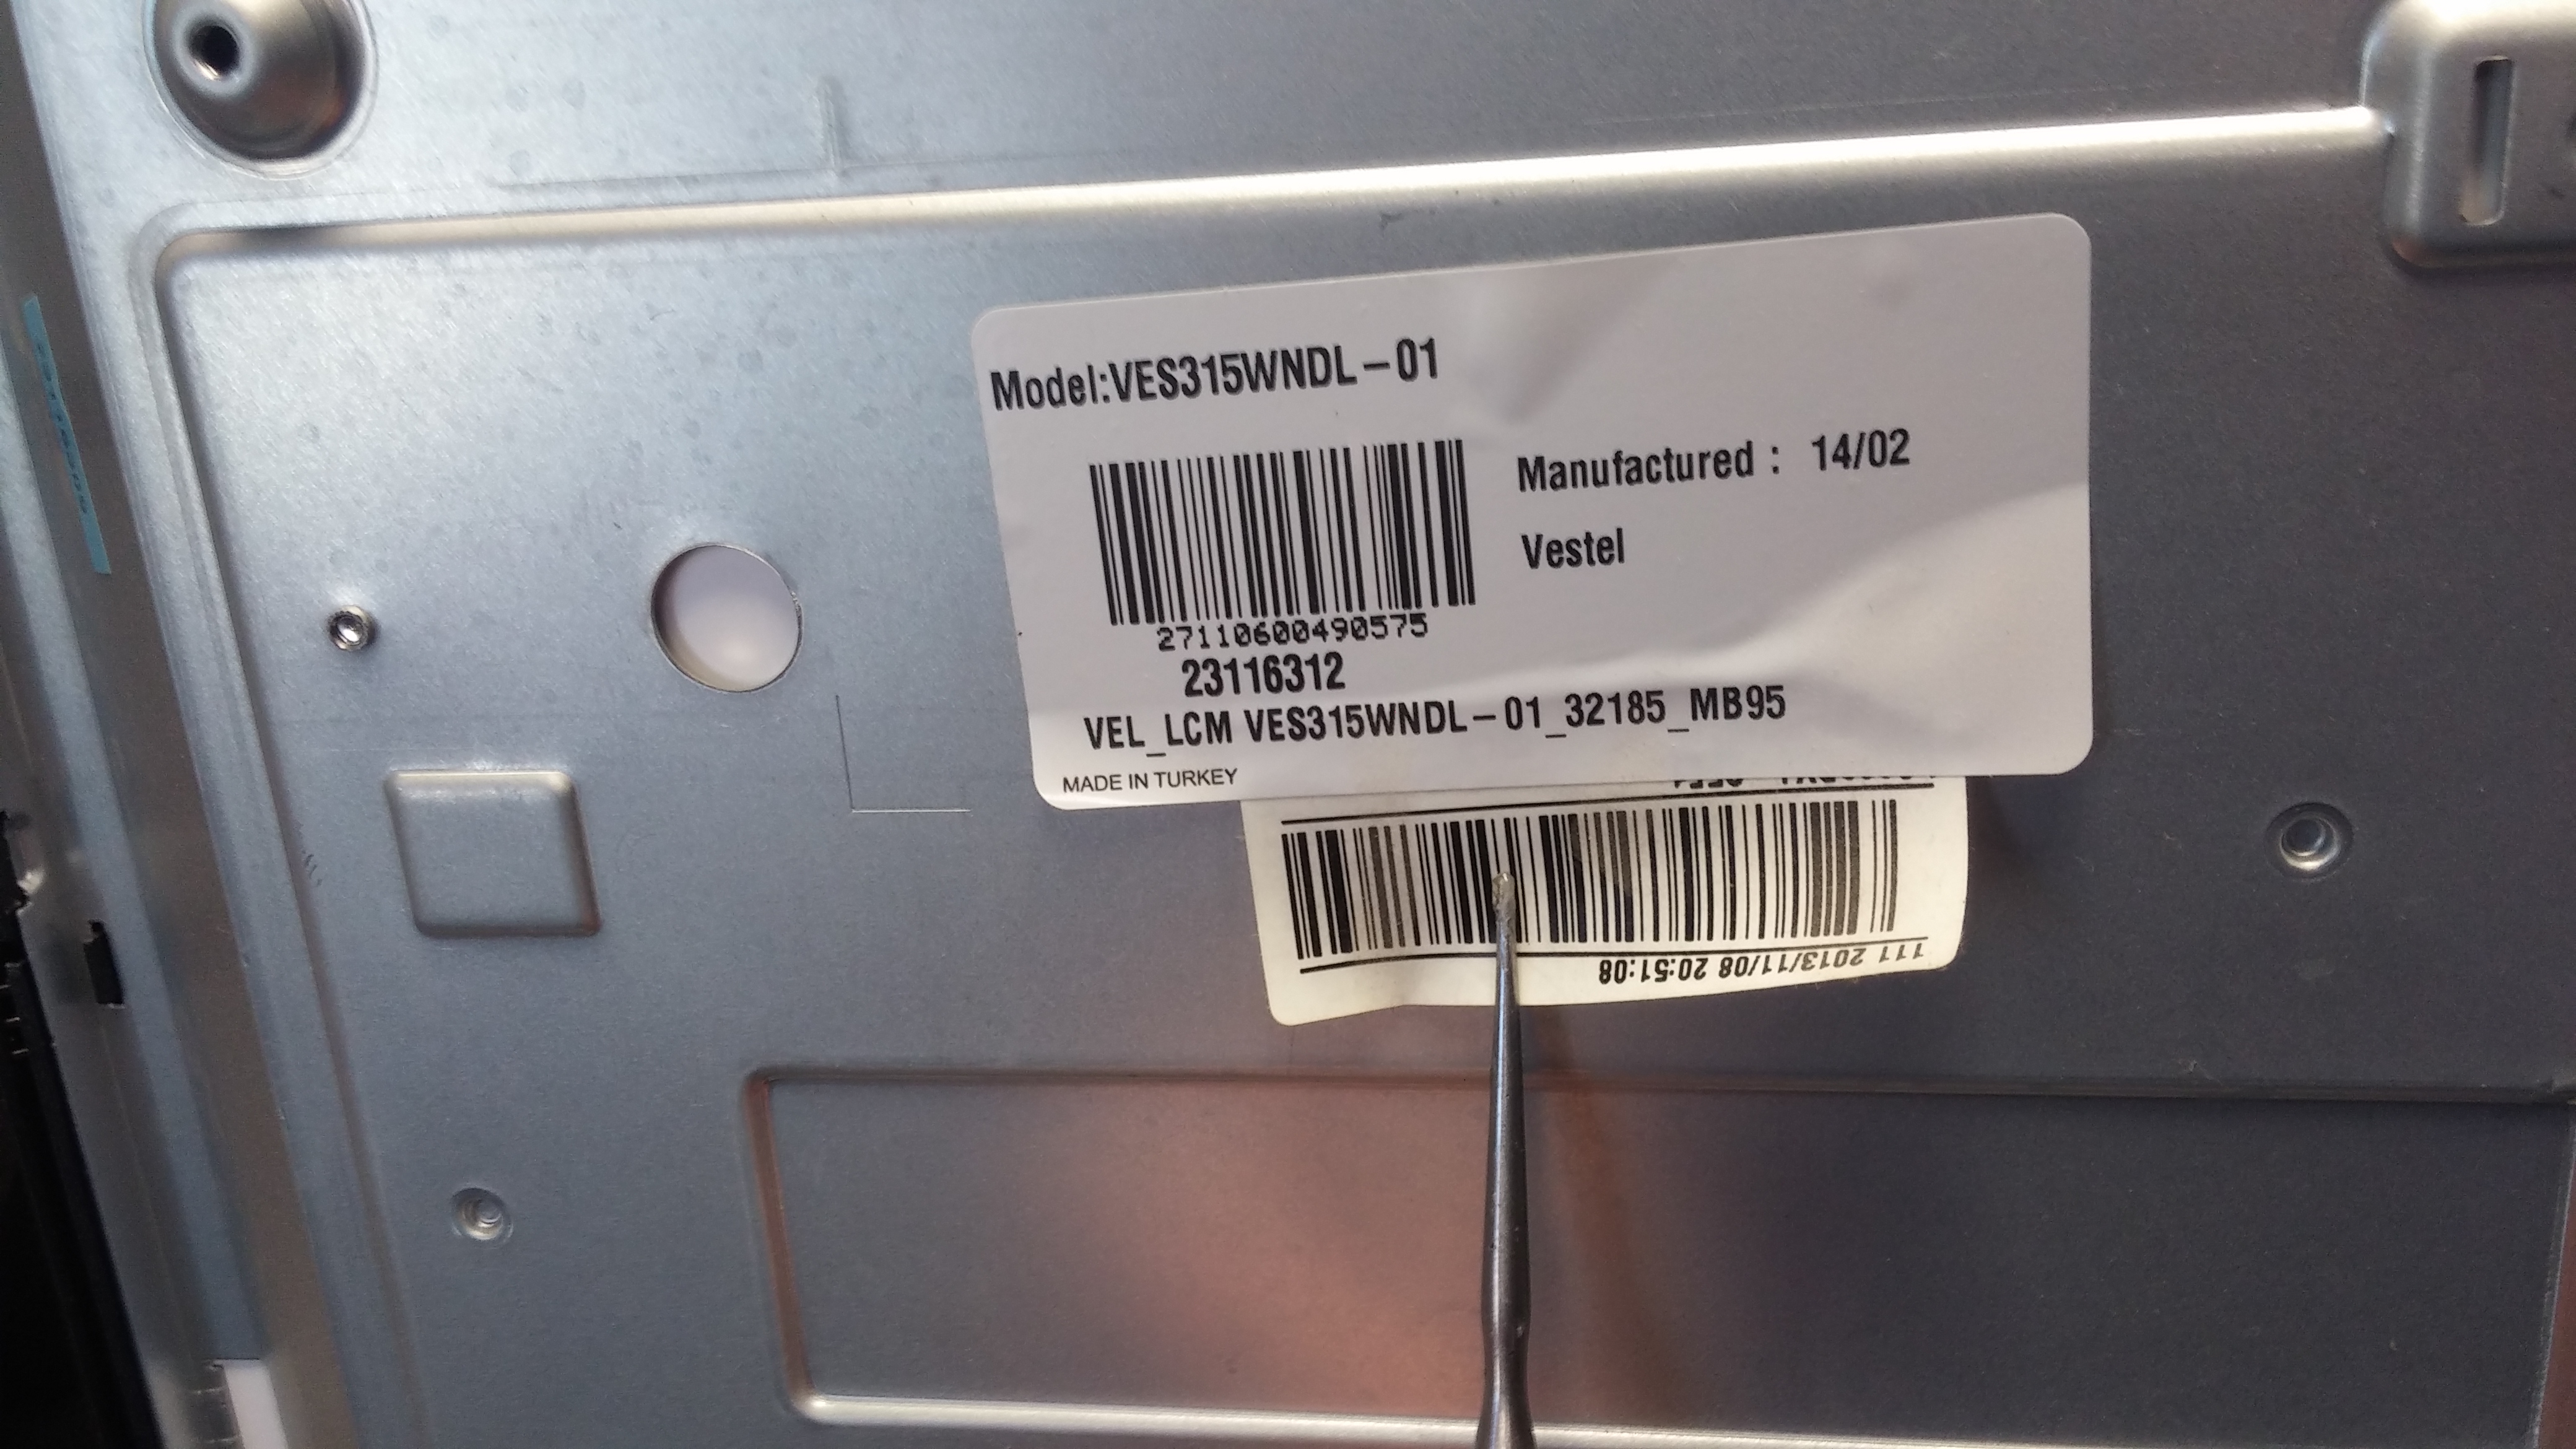 Model:VES315WNDL-01
Manufactured : 14/02
Vestel
27110600490575
23116312
VEL_LCM VES315WNDL-01_32185_MB95
MADE IN TURKEY
111 2013/11/08 20:51:08